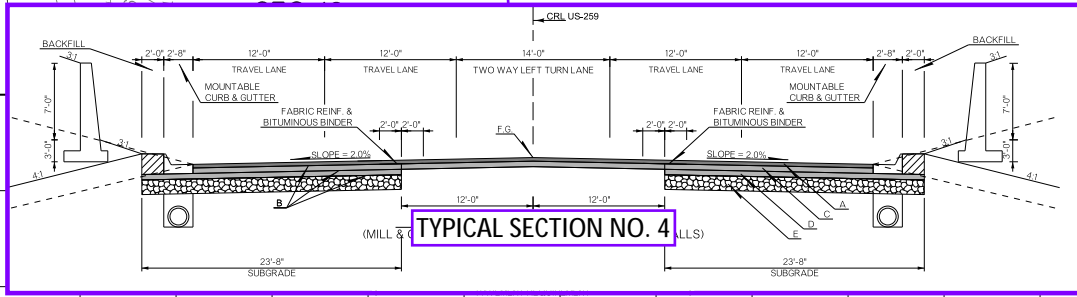 CRL US-259
BACKFILL
2'-0" 2'-8" 12'-0" 12'-0" 14'-0" 12'-0" 12'-0" 2'-8" 2'-0"
BACKFILL
3:1
TRAVEL LANE TRAVEL LANE TWO WAY LEFT TURN LANE TRAVEL LANE TRAVEL LANE
3:1
MOUNTABLE
CURB & GUTTER
MOUNTABLE
CURB & GUTTER
7'-0"
7'-0"
FABRIC REINF. &
BITUMINOUS BINDER
FABRIC REINF. &
BITUMINOUS BINDER
2'-0" 2'-0"
2'-0" 2'-0"
F.G.
3'-0"
3:1
SLOPE = 2.0%
SLOPE = 2.0%
3:1
3'-0"
4:1
4:1
B
12'-0" 12'-0"
A
C
D
E
(MILL &
TYPICAL SECTION NO. 4
ALLS)
23'-8"
SUBGRADE
23'-8"
SUBGRADE